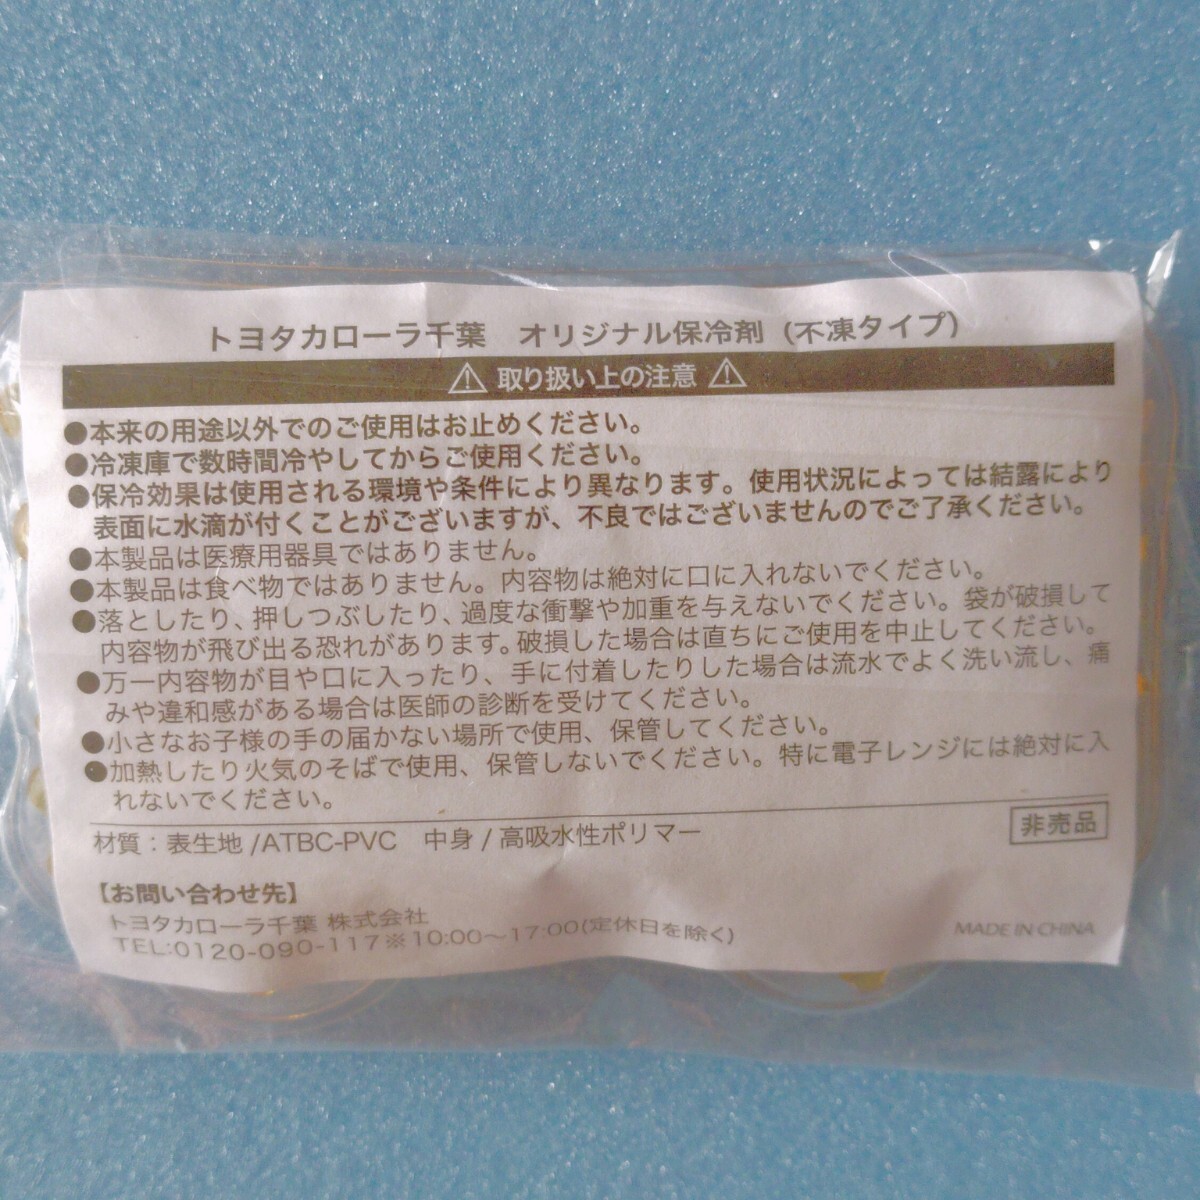 トヨタカローラ千葉　オリジナル保冷剤（不凍タイプ）
⚠ 取り扱い上の注意 ⚠
●本来の用途以外でのご使用はお止めください。
●冷凍庫で数時間冷やしてからご使用ください。
●保冷効果は使用される環境や条件により異なります。使用状況によっては結露により
表面に水滴が付くことがございますが、不良ではございませんのでご了承ください。
●本製品は医療用器具ではありません。
●本製品は食べ物ではありません。内容物は絶対に口に入れないでください。
●落としたり、押しつぶしたり、過度な衝撃や加重を与えないでください。袋が破損して
内容物が飛び出る恐れがあります。破損した場合は直ちにご使用を中止してください。
●万一内容物が目や口に入ったり、手に付着したりした場合は流水でよく洗い流し、痛
みや違和感がある場合は医師の診断を受けてください。
●小さなお子様の手の届かない場所で使用、保管してください。
●加熱したり火気のそばで使用、保管しないでください。特に電子レンジには絶対に入
れないでください。
材質：表生地/ATBC-PVC　中身/高吸水性ポリマー
非売品
【お問い合わせ先】
トヨタカローラ千葉 株式会社
TEL:0120-090-117※10:00～17:00(定休日を除く)
MADE IN CHINA